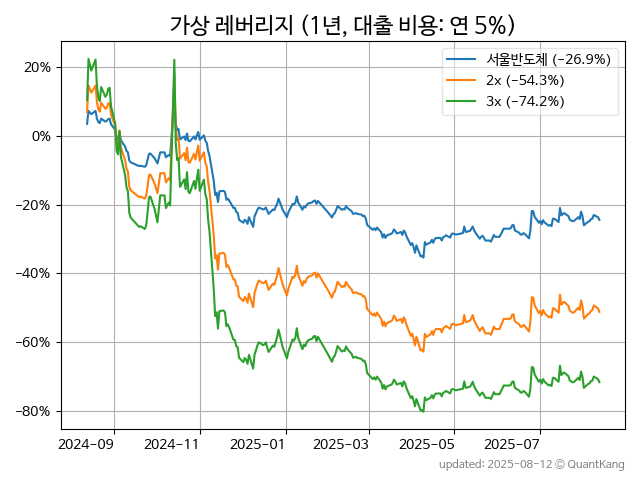 가상 레버리지 (1년, 대출 비용: 연 5%)
서울반도체 (−26.9%)
2x (−54.3%)
3x (−74.2%)
20%
0%
−20%
−40%
−60%
−80%
2024-09 2024-11 2025-01 2025-03 2025-05 2025-07
updated: 2025-08-12 © QuantKang